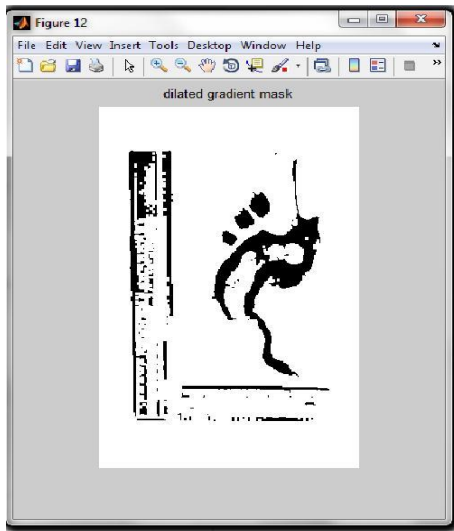 Figure 12
File Edit View Insert Tools Desktop Window Help
dilated gradient mask